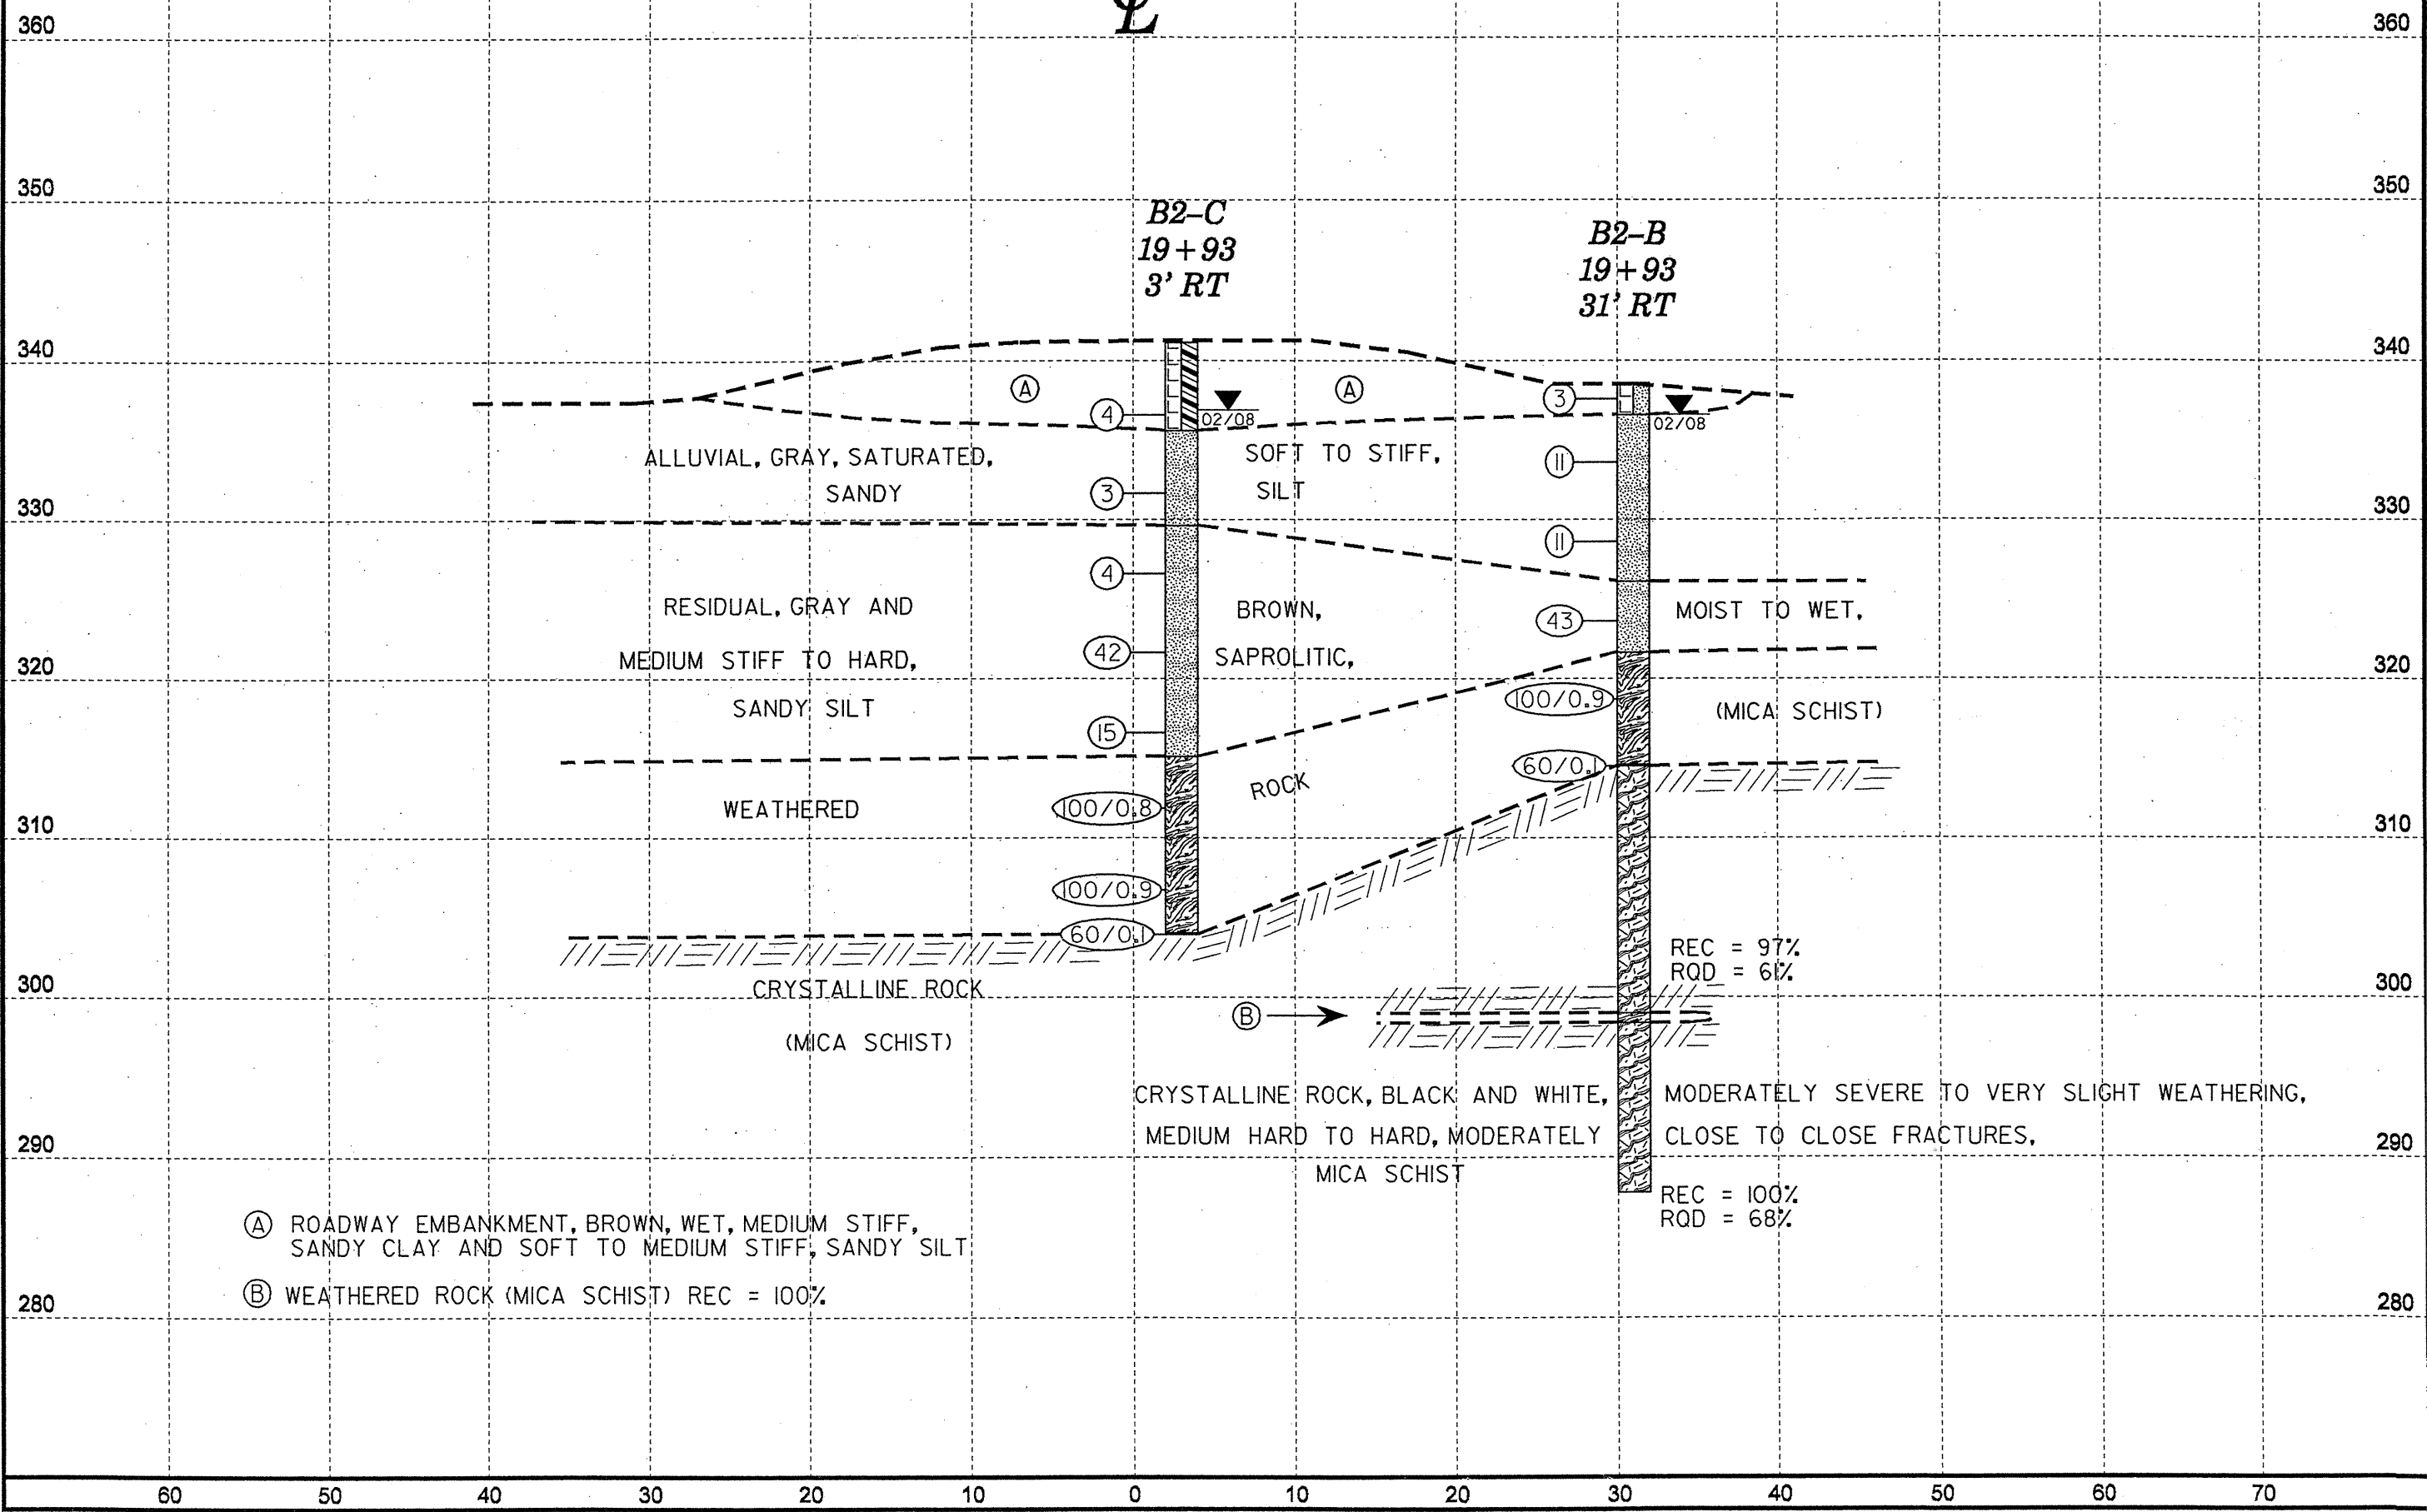 ℄
360 360
350 350
B2-C
19+93
3' RT
B2-B
19+93
31' RT
340 340
A A 3
4 02/08 02/08
ALLUVIAL, GRAY, SATURATED, SOFT TO STIFF, 11
SANDY 3 SILT
330 330
11
4
RESIDUAL, GRAY AND BROWN, 43 MOIST TO WET,
MEDIUM STIFF TO HARD, 42 SAPROLITIC,
320 320
100/0.9
SANDY SILT (MICA SCHIST)
15
60/0.1
ROCK
WEATHERED 100/0.8
310 310
100/0.9
60/0.1
REC = 97%
RQD = 61%
300 300
CRYSTALLINE ROCK
B
(MICA SCHIST)
CRYSTALLINE ROCK, BLACK AND WHITE, MODERATELY SEVERE TO VERY SLIGHT WEATHERING,
MEDIUM HARD TO HARD, MODERATELY CLOSE TO CLOSE FRACTURES,
290 290
MICA SCHIST
REC = 100%
RQD = 68%
A ROADWAY EMBANKMENT, BROWN, WET, MEDIUM STIFF,
SANDY CLAY AND SOFT TO MEDIUM STIFF, SANDY SILT
B WEATHERED ROCK (MICA SCHIST) REC = 100%
280 280
60 50 40 30 20 10 0 10 20 30 40 50 60 70